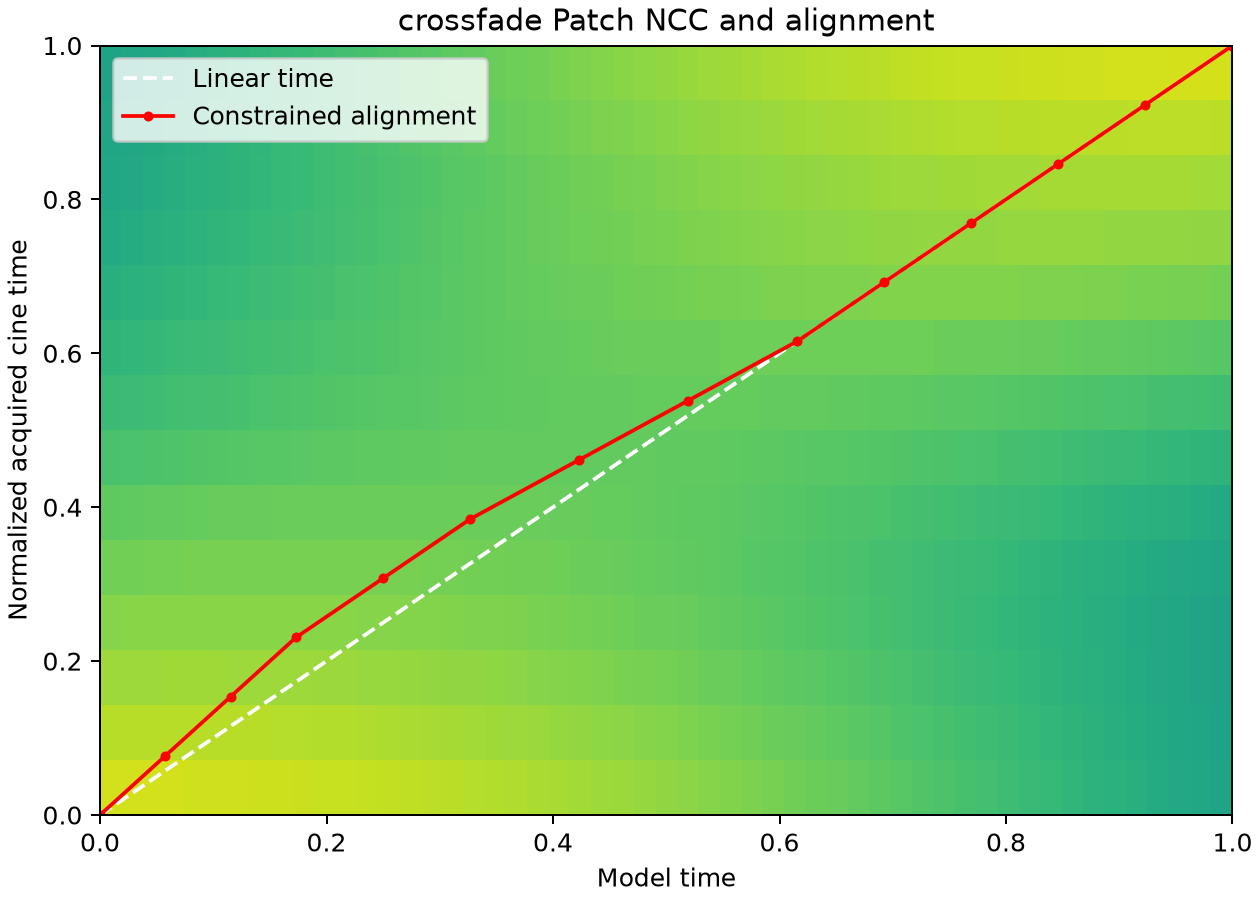 crossfade Patch NCC and alignment
Linear time
Constrained alignment
Normalized acquired cine time
1.0
0.8
0.6
0.4
0.2
0.0
0.0 0.2 0.4 0.6 0.8 1.0
Model time